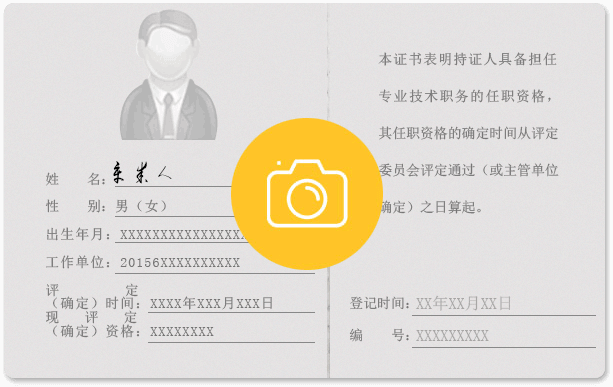 姓 名: 某某人
性 别: 男（女）
出生年月: XXXXXXXXXXXXXXXX
工作单位: 20156XXXXXXXXXX
评 定
（确定）时间: XXXX年XXX月XXX日
现 评 定
（确定）资格: XXXXXXXX
本证书表明持证人具备担任
专业技术职务的任职资格，
其任职资格的确定时间从评定
委员会评定通过（或主管单位
确定）之日算起。
登记时间: XX年XX月XX日
编 号: XXXXXXXXX